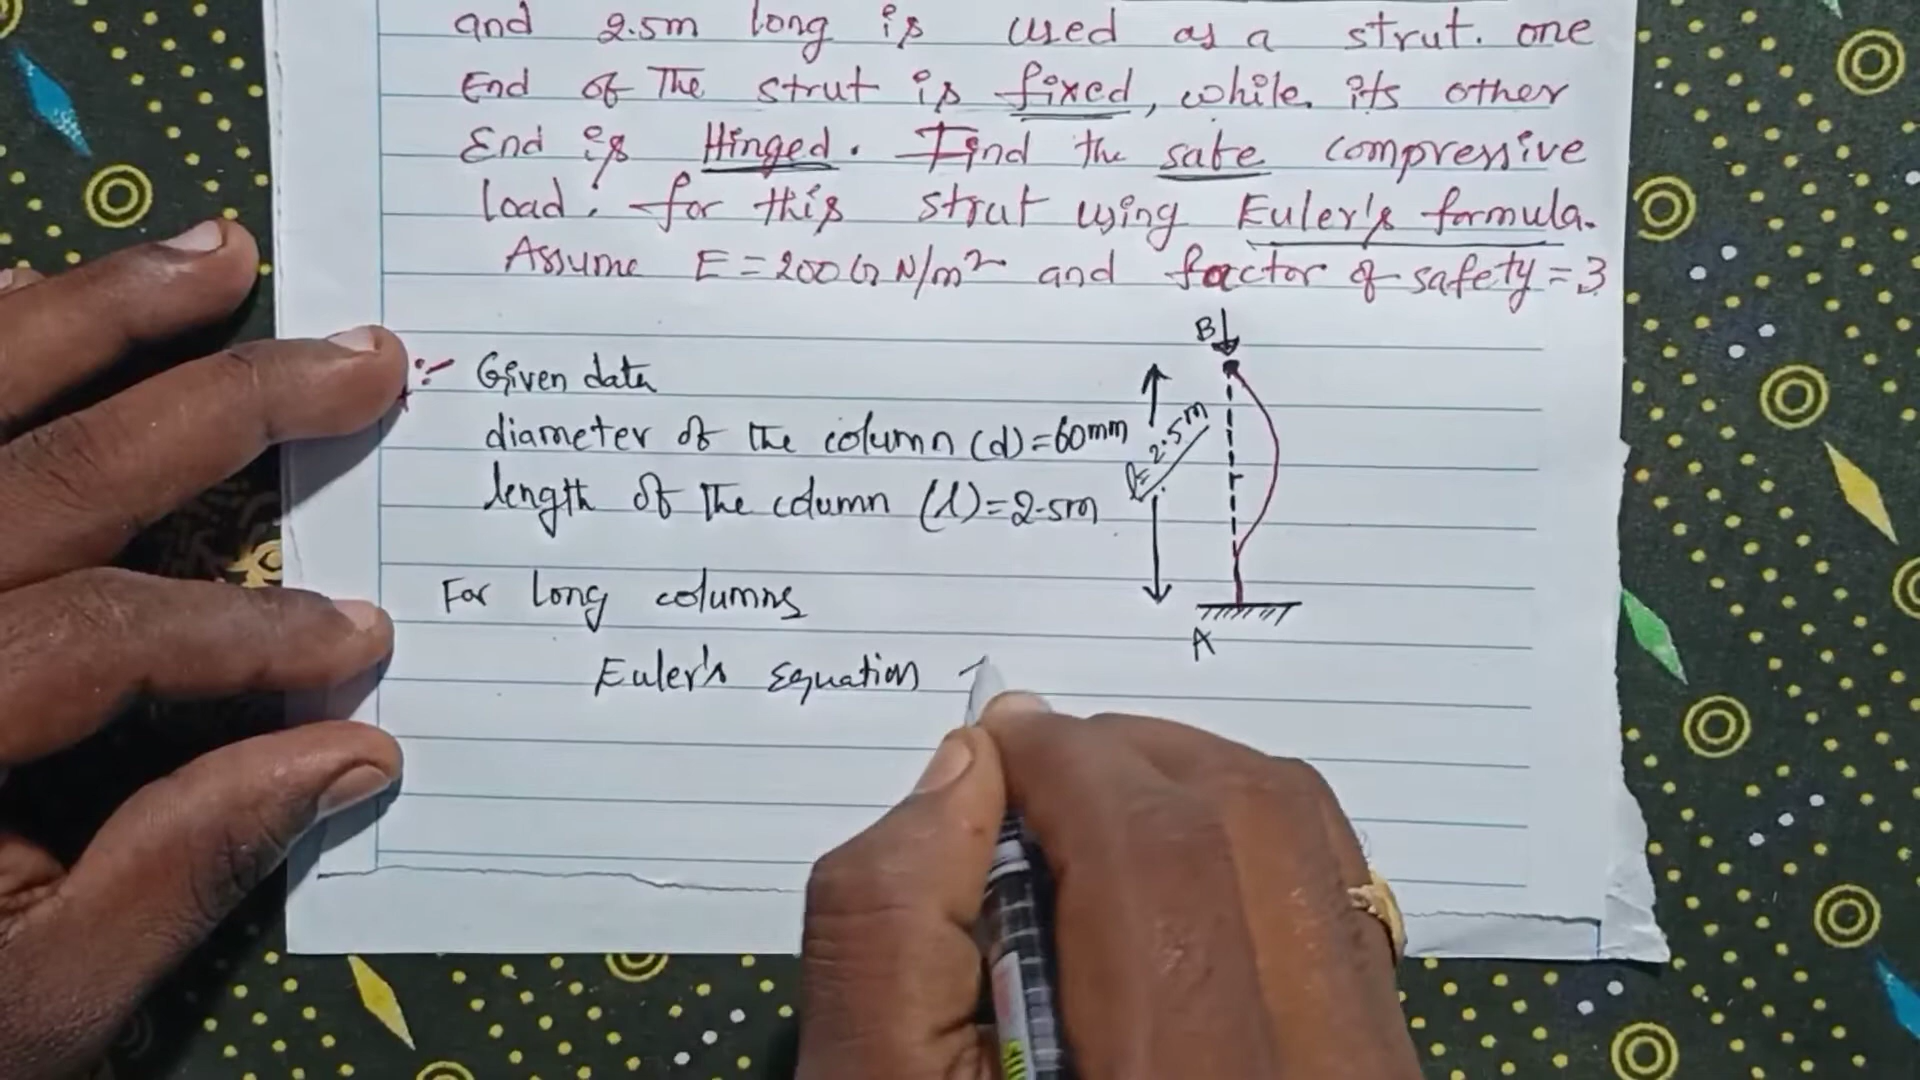 and 2.5m long is used as a strut. one
End of The strut is fixed, while its other
End is Hinged. Find the safe compressive
load. for this strut using Euler's formula.
Assume E = 200GN/m² and factor of safety = 3
Given data
diameter of the column (d) = 60mm
length of the column (l) = 2.5m
For Long columns
Euler's Equation
B
l = 2.5m
A